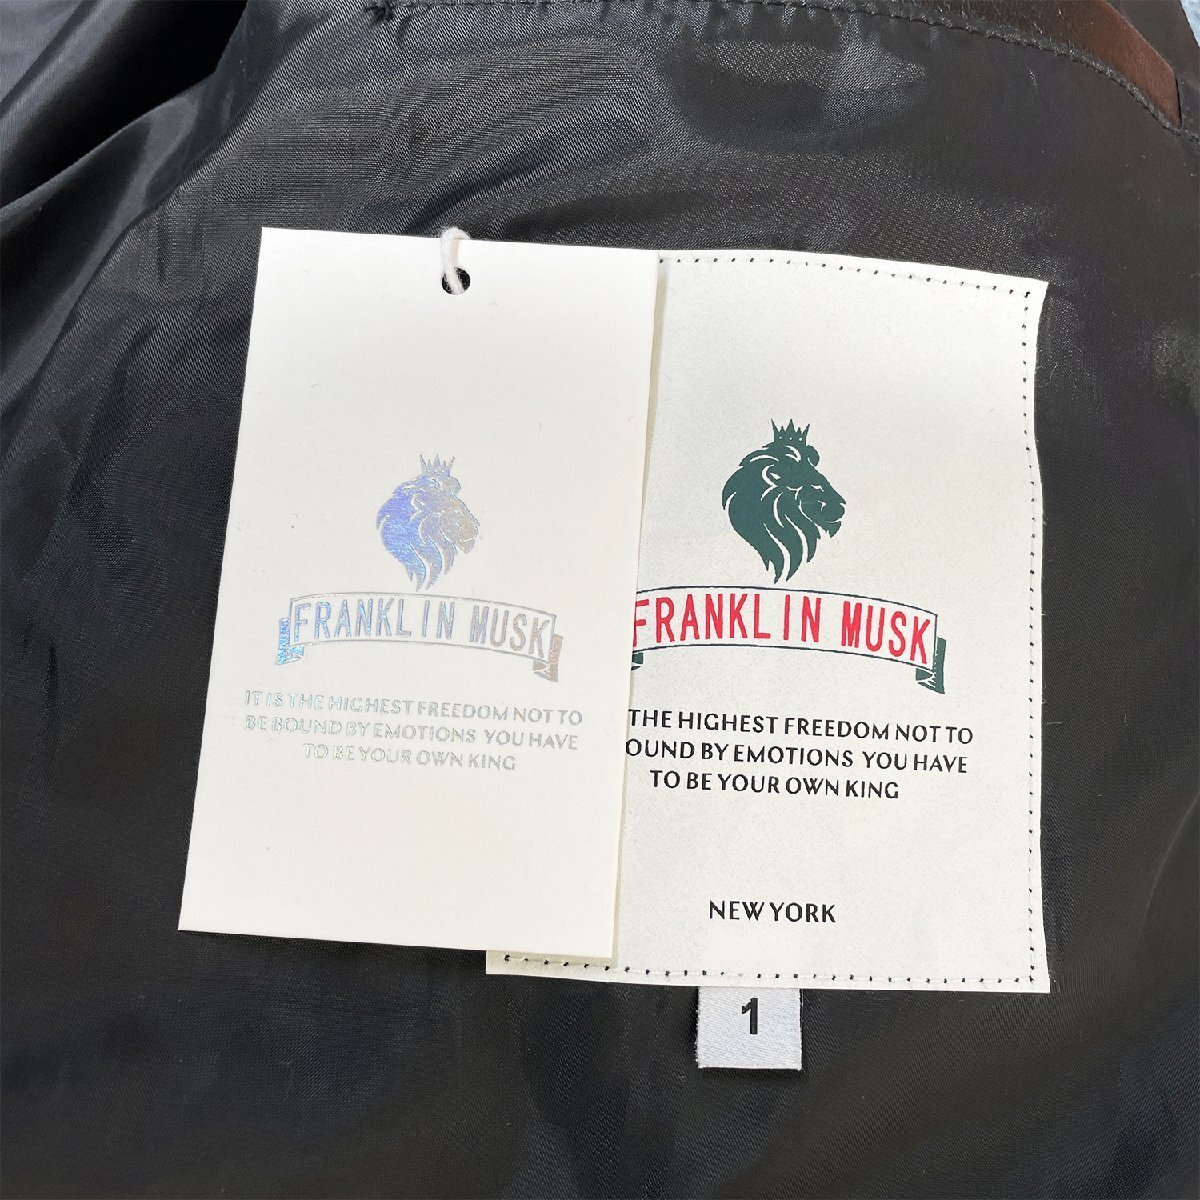 FRANKLIN MUSK
IT IS THE HIGHEST FREEDOM NOT TO
BE BOUND BY EMOTIONS YOU HAVE
TO BE YOUR OWN KING
FRANKLIN MUSK
THE HIGHEST FREEDOM NOT TO
OUND BY EMOTIONS YOU HAVE
TO BE YOUR OWN KING
NEW YORK
1